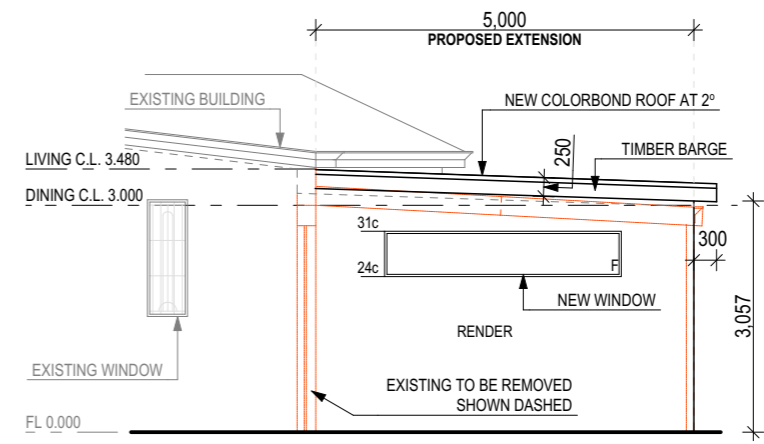 5,000
PROPOSED EXTENSION
EXISTING BUILDING
NEW COLORBOND ROOF AT 2º
250
TIMBER BARGE
LIVING C.L. 3.480
DINING C.L. 3.000
31c
300
24c
F
NEW WINDOW
3,057
RENDER
EXISTING WINDOW
EXISTING TO BE REMOVED
SHOWN DASHED
FL 0.000